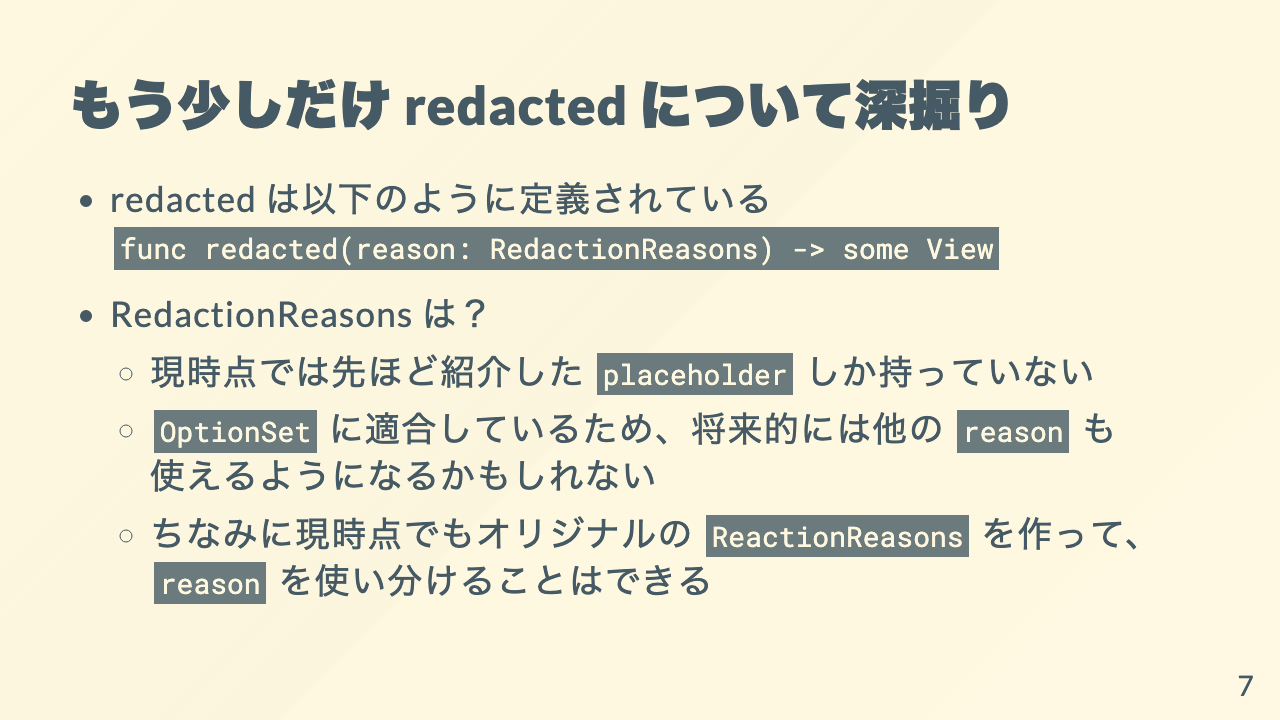 もう少しだけ redacted について深掘り
• redacted は以下のように定義されている
func redacted(reason: RedactionReasons) -> some View
• RedactionReasons は？
○ 現時点では先ほど紹介した placeholder しか持っていない
○ OptionSet に適合しているため、将来的には他の reason も
使えるようになるかもしれない
○ ちなみに現時点でもオリジナルの ReactionReasons を作って、
reason を使い分けることはできる
7